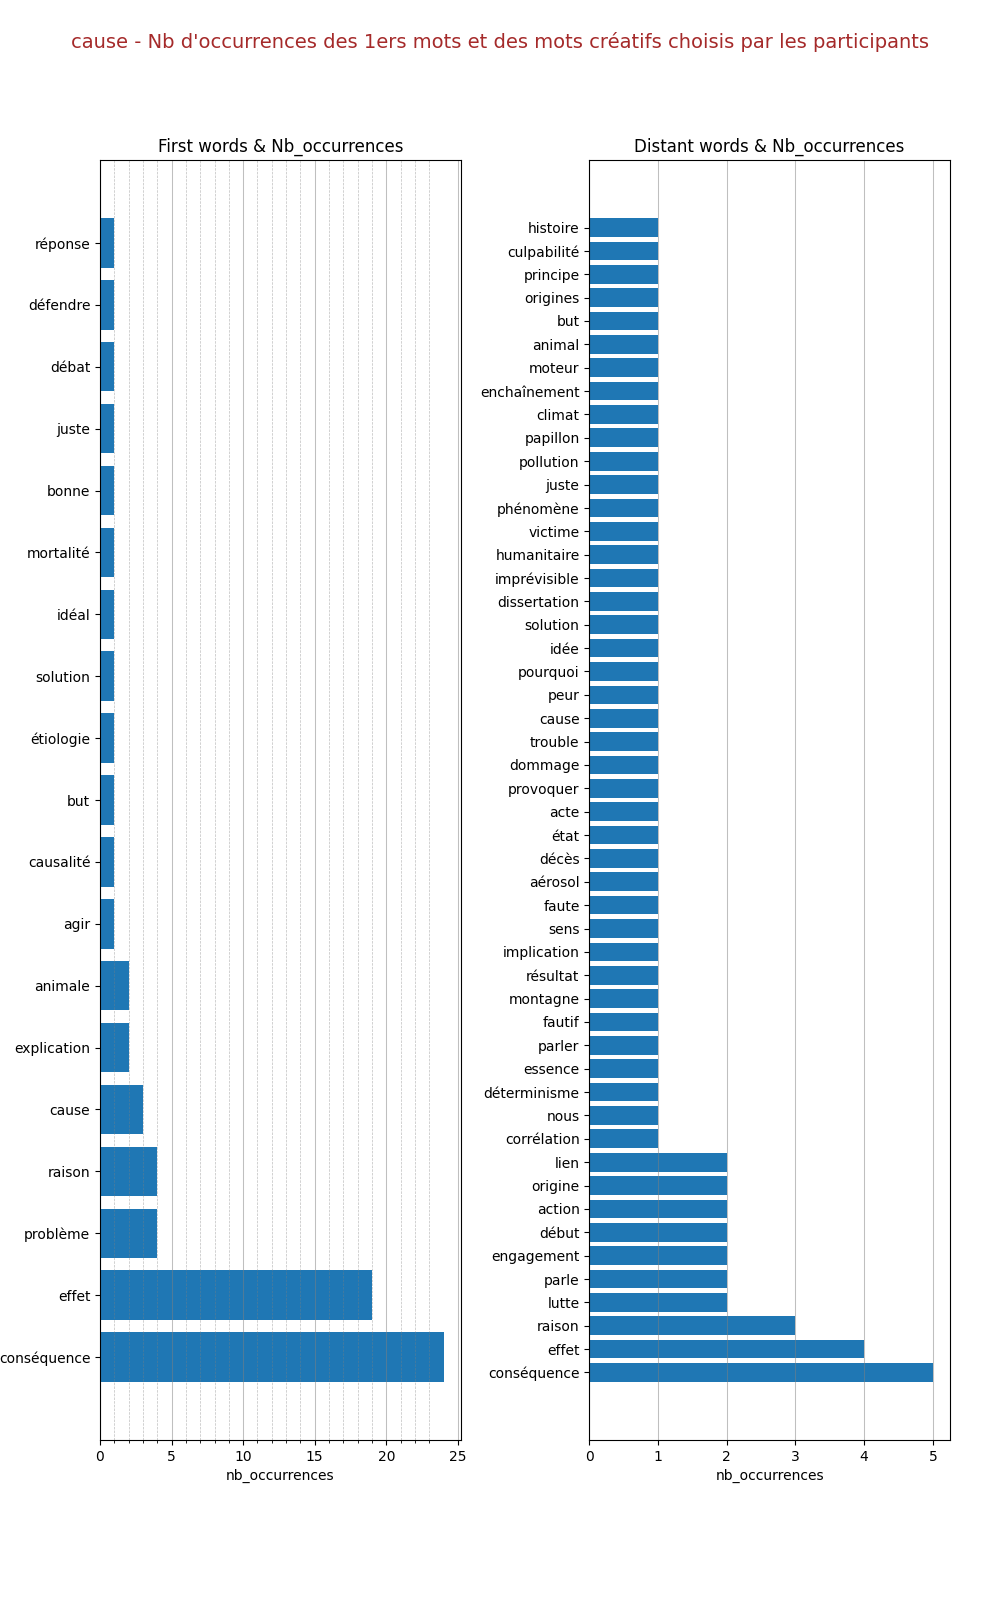 cause - Nb d'occurrences des 1ers mots et des mots créatifs choisis par les participants
First words & Nb_occurrences
réponse
défendre
débat
juste
bonne
mortalité
idéal
solution
étiologie
but
causalité
agir
animale
explication
cause
raison
problème
effet
conséquence
0 5 10 15 20 25
nb_occurrences
Distant words & Nb_occurrences
histoire
culpabilité
principe
origines
but
animal
moteur
enchaînement
climat
papillon
pollution
juste
phénomène
victime
humanitaire
imprévisible
dissertation
solution
idée
pourquoi
peur
cause
trouble
dommage
provoquer
acte
état
décès
aérosol
faute
sens
implication
résultat
montagne
fautif
parler
essence
déterminisme
nous
corrélation
lien
origine
action
début
engagement
parle
lutte
raison
effet
conséquence
0 1 2 3 4 5
nb_occurrences